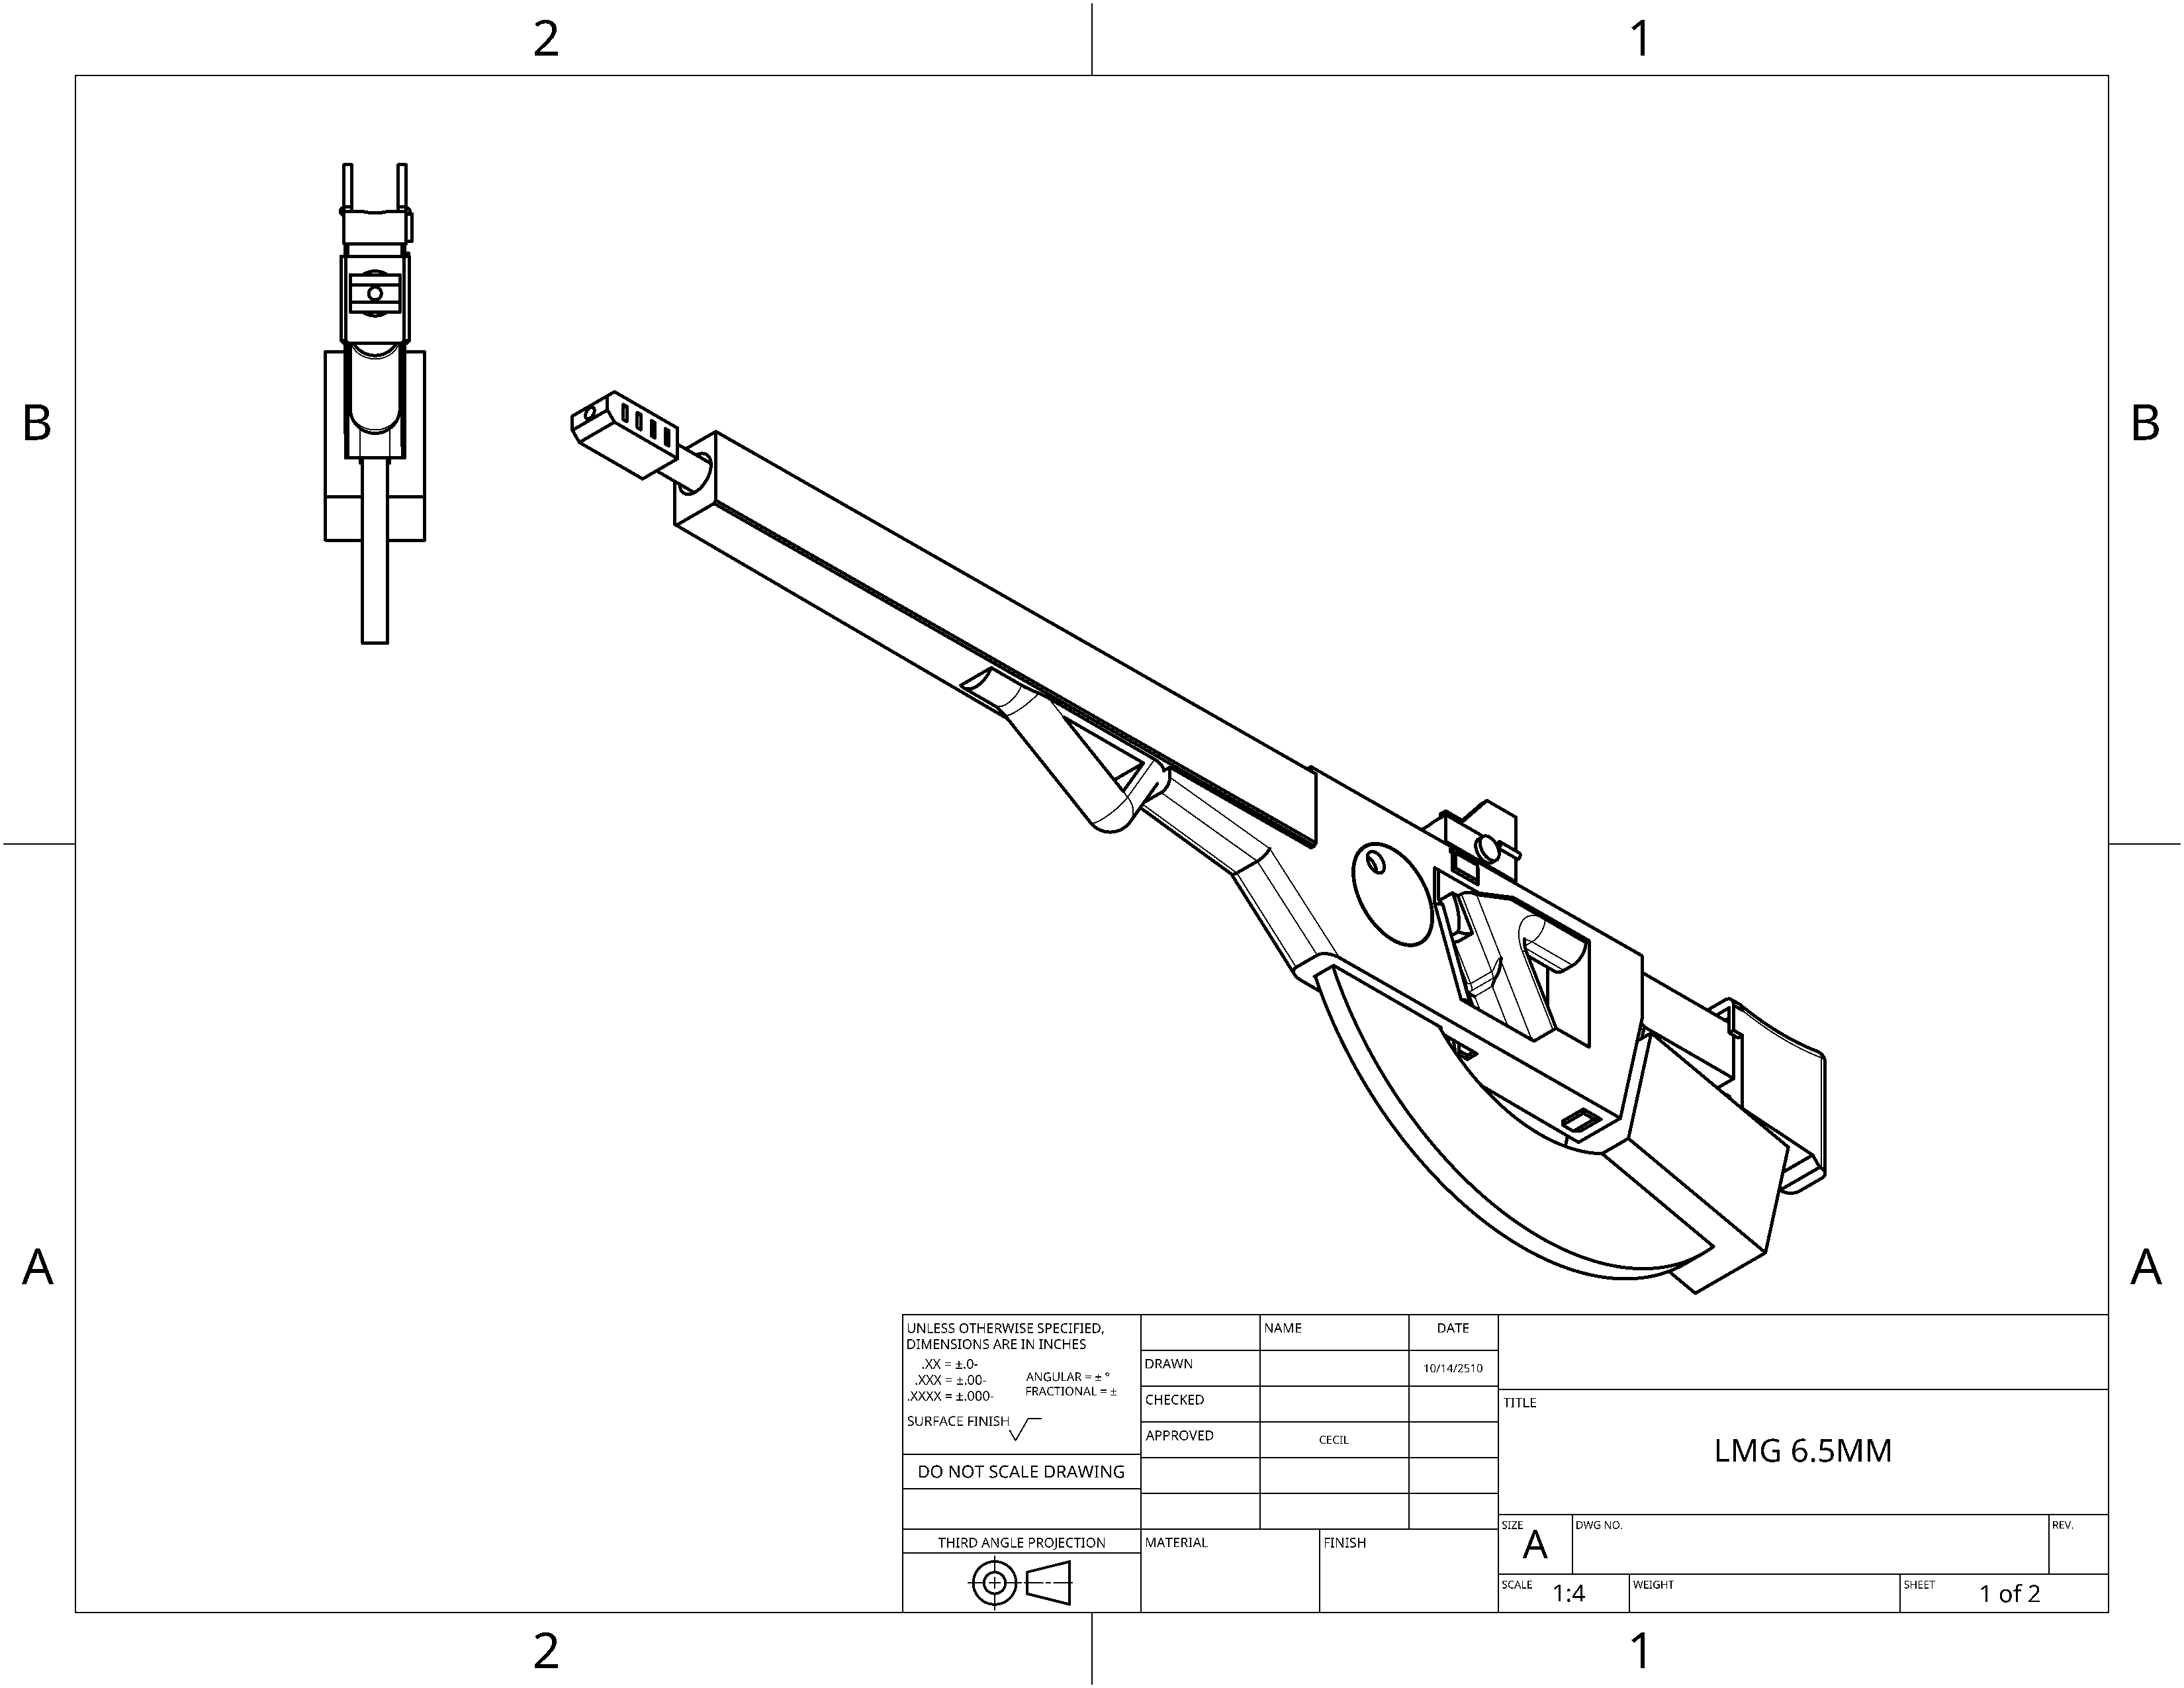 2 1
B B
A A
UNLESS OTHERWISE SPECIFIED,
DIMENSIONS ARE IN INCHES
.XX = ±.0-
.XXX = ±.00-
.XXXX = ±.000-
ANGULAR = ± °
FRACTIONAL = ±
SURFACE FINISH
DO NOT SCALE DRAWING
THIRD ANGLE PROJECTION
NAME DATE
DRAWN 10/14/2510
CHECKED
APPROVED CECIL
MATERIAL FINISH
TITLE
LMG 6.5MM
SIZE A DWG NO. REV.
SCALE 1:4 WEIGHT SHEET 1 of 2
2 1